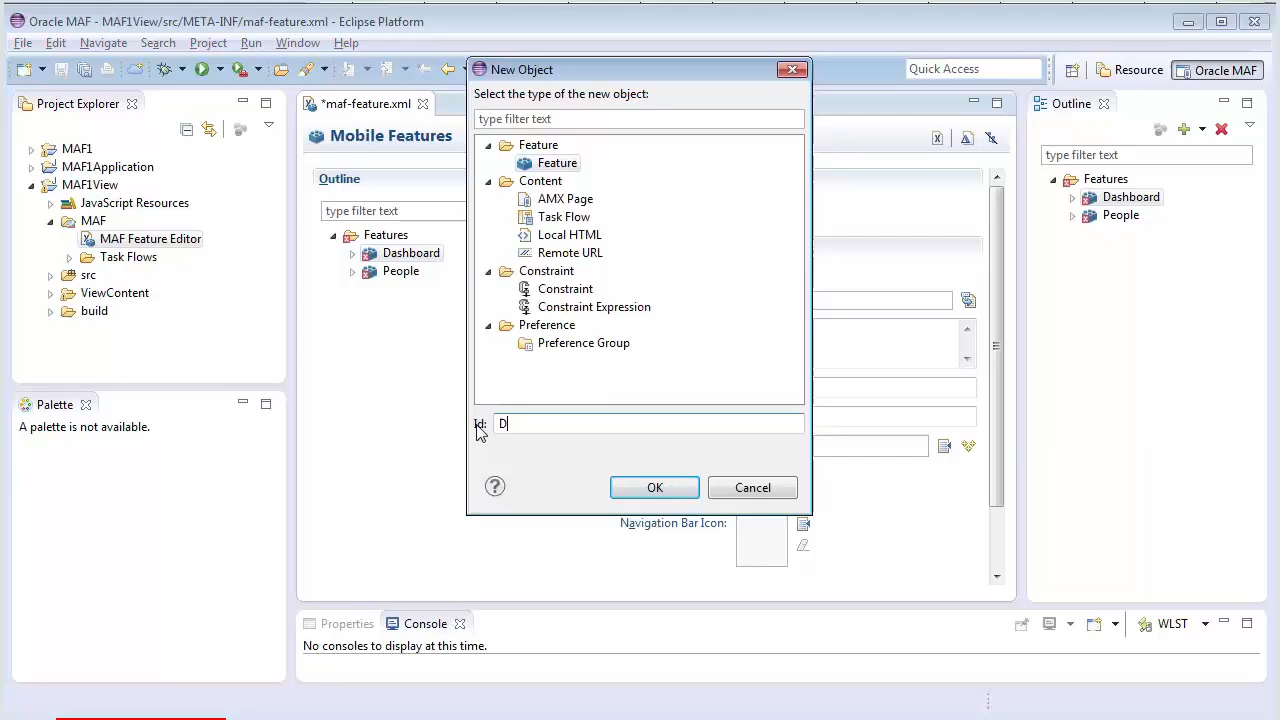 Oracle MAF - MAF1View/src/META-INF/maf-feature.xml - Eclipse Platform
File Edit Navigate Search Project Run Window Help
Quick Access
Resource
Oracle MAF
Project Explorer
MAF1
MAF1Application
MAF1View
JavaScript Resources
MAF
MAF Feature Editor
Task Flows
src
ViewContent
build
Palette
A palette is not available.
*maf-feature.xml
Mobile Features
Outline
type filter text
Features
Dashboard
People
Navigation Bar Icon:
New Object
Select the type of the new object:
type filter text
Feature
Feature
Content
AMX Page
Task Flow
Local HTML
Remote URL
Constraint
Constraint
Constraint Expression
Preference
Preference Group
Id: D
OK Cancel
Outline
type filter text
Features
Dashboard
People
Properties Console
WLST
No consoles to display at this time.